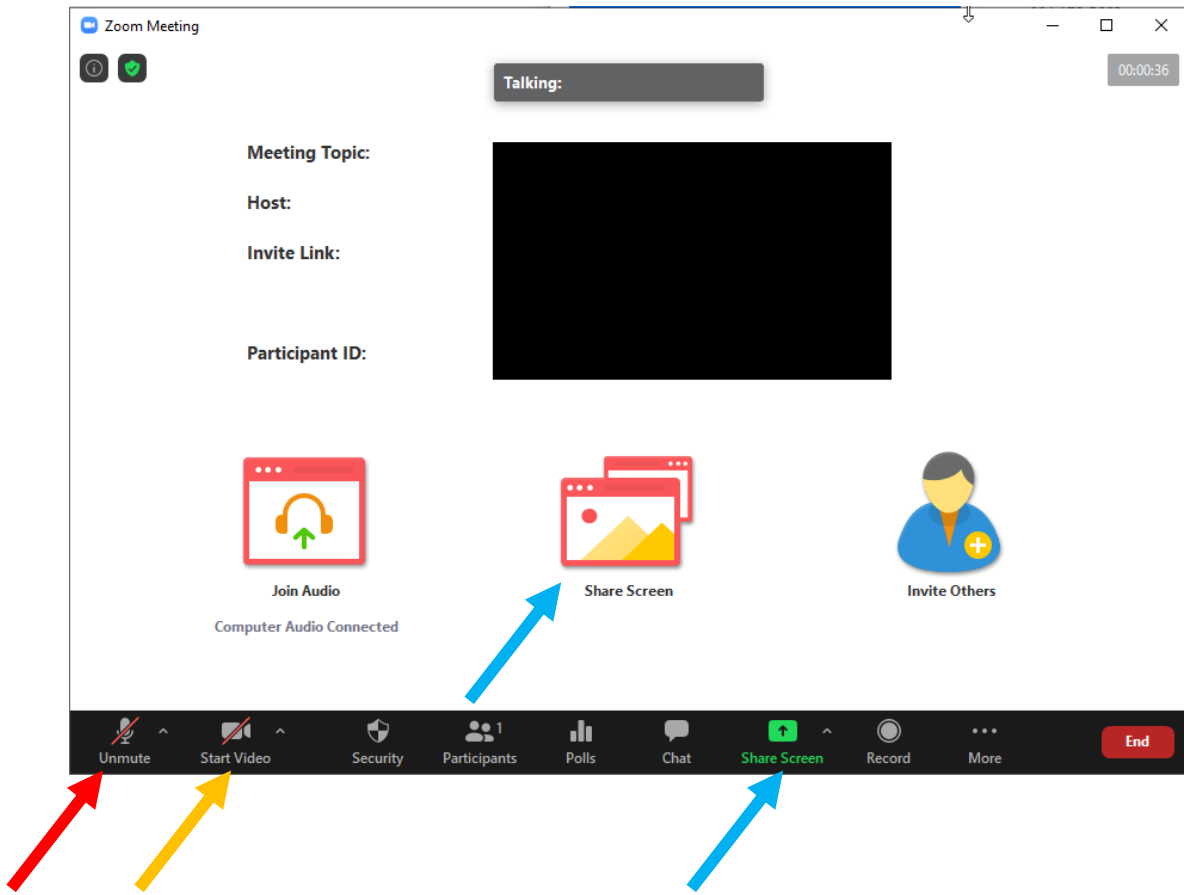 Zoom Meeting
Talking:
00:00:36
Meeting Topic:
Host:
Invite Link:
Participant ID:
Join Audio
Share Screen
Invite Others
Computer Audio Connected
1
Unmute
Start Video
Security
Participants
Polls
Chat
Share Screen
Record
More
End